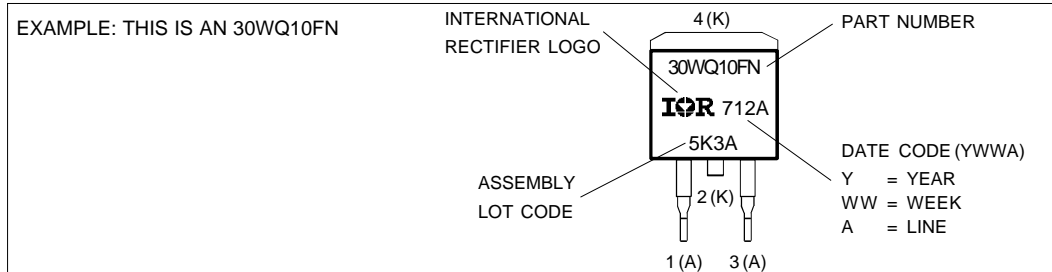 EXAMPLE: THIS IS AN 30WQ10FN
INTERNATIONAL
RECTIFIER LOGO
4 (K)
PART NUMBER
30WQ10FN
IOR 712A
5K3A
ASSEMBLY
LOT CODE
2 (K)
1 (A) 3 (A)
DATE CODE (YWWA)
Y = YEAR
WW = WEEK
A = LINE